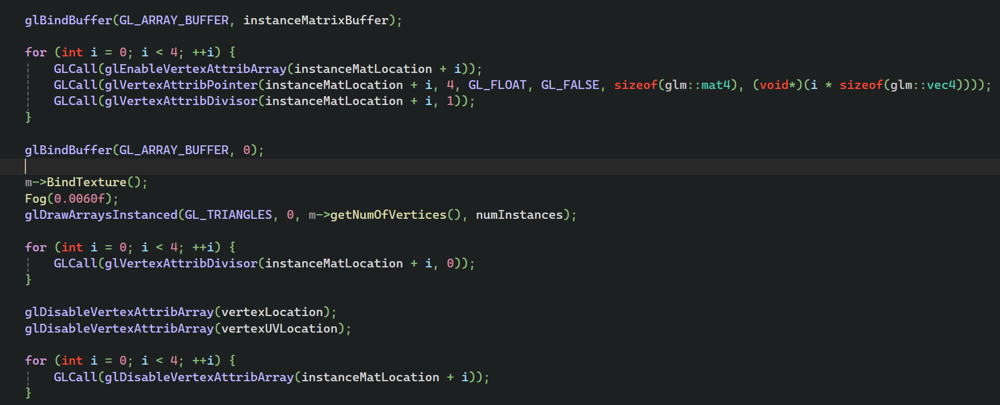 glBindBuffer(GL_ARRAY_BUFFER, instanceMatrixBuffer);
for (int i = 0; i < 4; ++i) {
GLCall(glEnableVertexAttribArray(instanceMatLocation + i));
GLCall(glVertexAttribPointer(instanceMatLocation + i, 4, GL_FLOAT, GL_FALSE, sizeof(glm::mat4), (void*)(i * sizeof(glm::vec4))));
GLCall(glVertexAttribDivisor(instanceMatLocation + i, 1));
}
glBindBuffer(GL_ARRAY_BUFFER, 0);
m->BindTexture();
Fog(0.0060f);
glDrawArraysInstanced(GL_TRIANGLES, 0, m->getNumOfVertices(), numInstances);
for (int i = 0; i < 4; ++i) {
GLCall(glVertexAttribDivisor(instanceMatLocation + i, 0));
}
glDisableVertexAttribArray(vertexLocation);
glDisableVertexAttribArray(vertexUVLocation);
for (int i = 0; i < 4; ++i) {
GLCall(glDisableVertexAttribArray(instanceMatLocation + i));
}